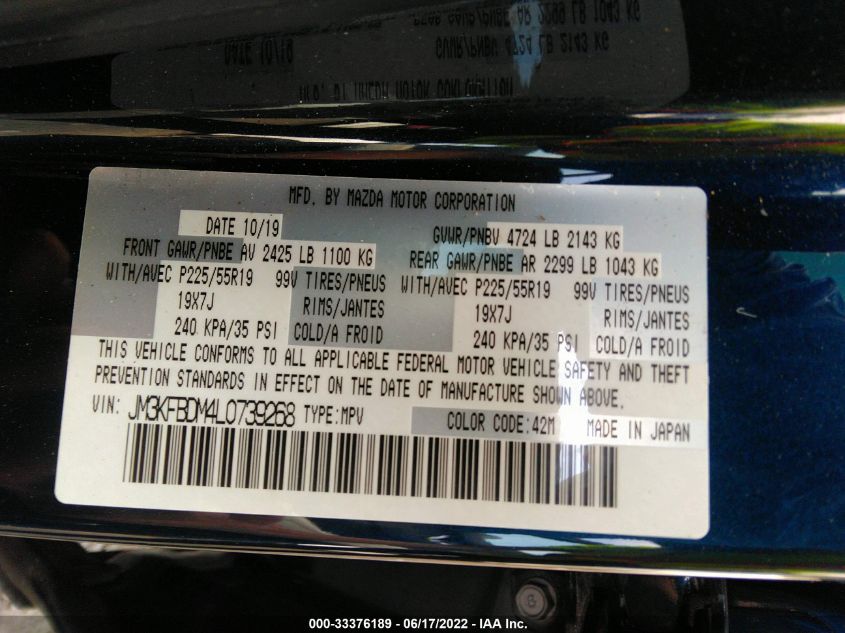 MFD. BY MAZDA MOTOR CORPORATION
DATE 10/19 GVWR/PNBV 4724 LB 2143 KG
FRONT GAWR/PNBE AV 2425 LB 1100 KG REAR GAWR/PNBE AR 2299 LB 1043 KG
WITH/AVEC P225/55R19 99V TIRES/PNEUS WITH/AVEC P225/55R19 99V TIRES/PNEUS
19X7J RIMS/JANTES 19X7J RIMS/JANTES
240 KPA/35 PSI COLD/A FROID 240 KPA/35 PSI COLD/A FROID
THIS VEHICLE CONFORMS TO ALL APPLICABLE FEDERAL MOTOR VEHICLE SAFETY AND THEFT
PREVENTION STANDARDS IN EFFECT ON THE DATE OF MANUFACTURE SHOWN ABOVE.
VIN: JM3KFBDM4L0739268 TYPE:MPV COLOR CODE:42M MADE IN JAPAN
000-33376189 - 06/17/2022 - IAA Inc.